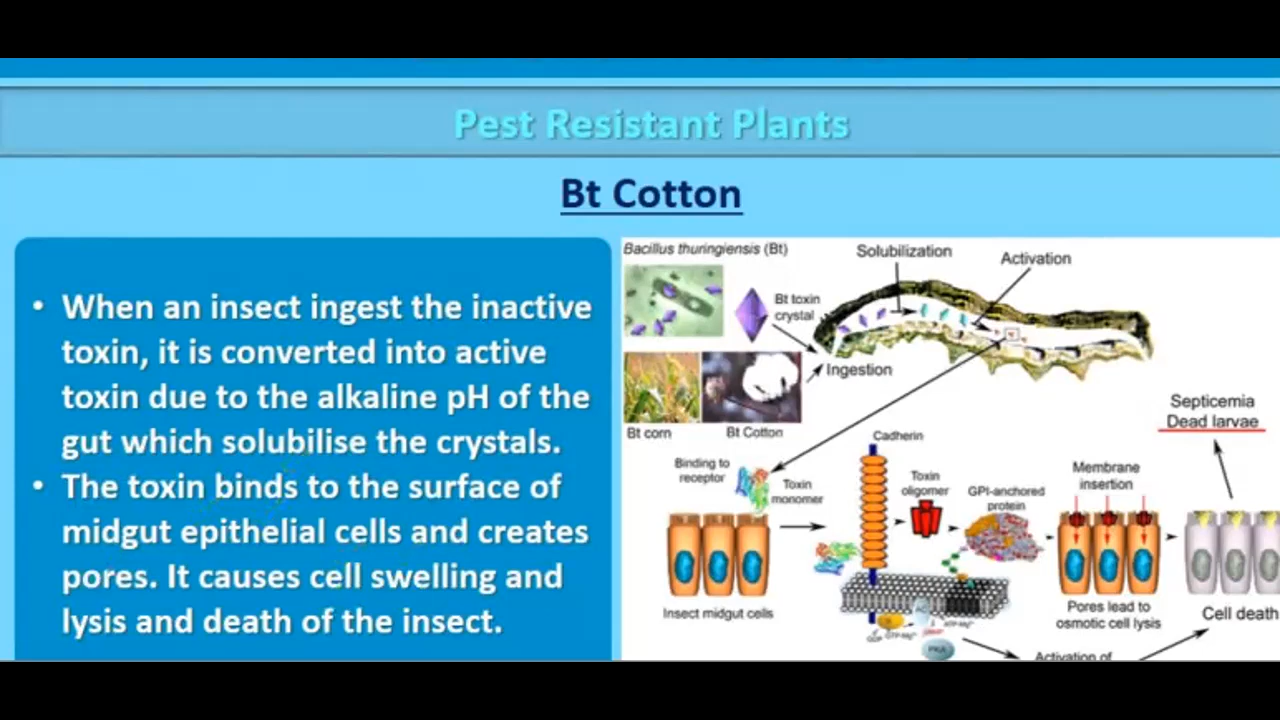 Pest Resistant Plants
Bt Cotton
• When an insect ingest the inactive
toxin, it is converted into active
toxin due to the alkaline pH of the
gut which solubilise the crystals.
• The toxin binds to the surface of
midgut epithelial cells and creates
pores. It causes cell swelling and
lysis and death of the insect.
Bacillus thuringiensis (Bt)
Solubilization
Activation
Bt toxin
crystal
Ingestion
Bt corn
Bt Cotton
Septicemia
Dead larvae
Binding to
receptor
Toxin
monomer
Cadherin
Toxin
oligomer
GPI-anchored
protein
Membrane
insertion
Insect midgut cells
Pores lead to
osmotic cell lysis
Cell death
GDP
PKA
Activation of